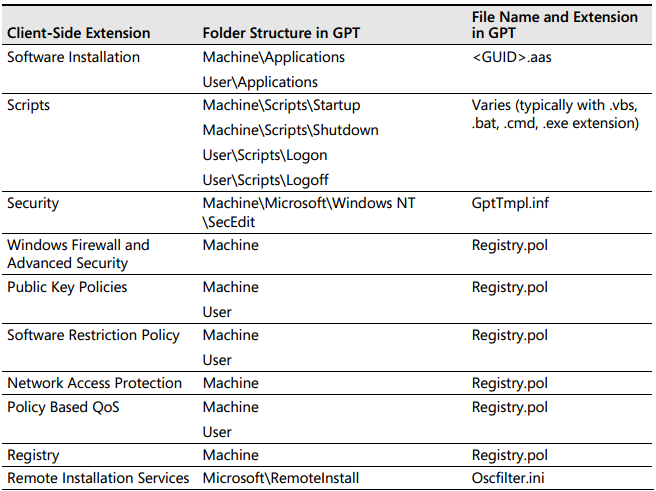 Client-Side Extension Folder Structure in GPT File Name and Extension
in GPT
Software Installation Machine\Applications <GUID>.aas
User\Applications
Scripts Machine\Scripts\Startup Varies (typically with .vbs,
Machine\Scripts\Shutdown .bat, .cmd, .exe extension)
User\Scripts\Logon
User\Scripts\Logoff
Security Machine\Microsoft\Windows NT GptTmpl.inf
\SecEdit
Windows Firewall and Machine Registry.pol
Advanced Security
Public Key Policies Machine Registry.pol
User
Software Restriction Policy Machine Registry.pol
User
Network Access Protection Machine Registry.pol
Policy Based QoS Machine Registry.pol
User
Registry Machine Registry.pol
Remote Installation Services Microsoft\RemoteInstall Oscfilter.ini